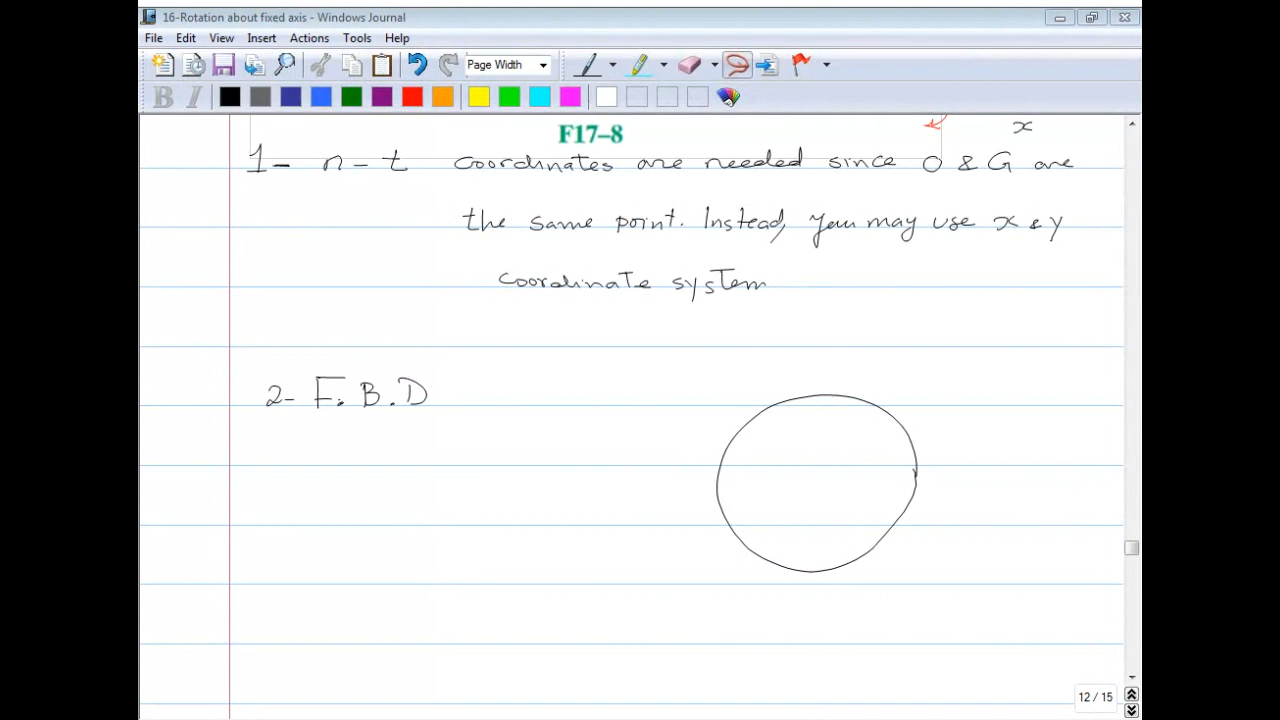 16-Rotation about fixed axis - Windows Journal
File Edit View Insert Actions Tools Help
Page Width
B I
F17–8
x
1- n-t coordinates are needed since O & G are
the same point. Instead, you may use x & y
coordinate system
2- F.B.D
12 / 15